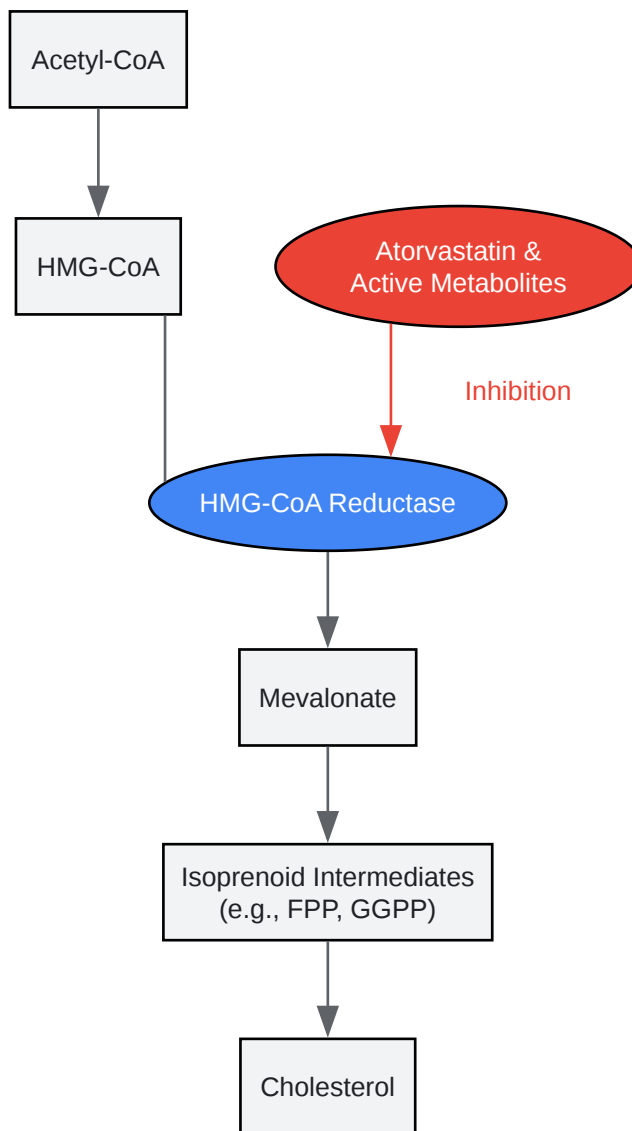 Acetyl-CoA
HMG-CoA
Atorvastatin &
Active Metabolites
Inhibition
HMG-CoA Reductase
Mevalonate
Isoprenoid Intermediates
(e.g., FPP, GGPP)
Cholesterol